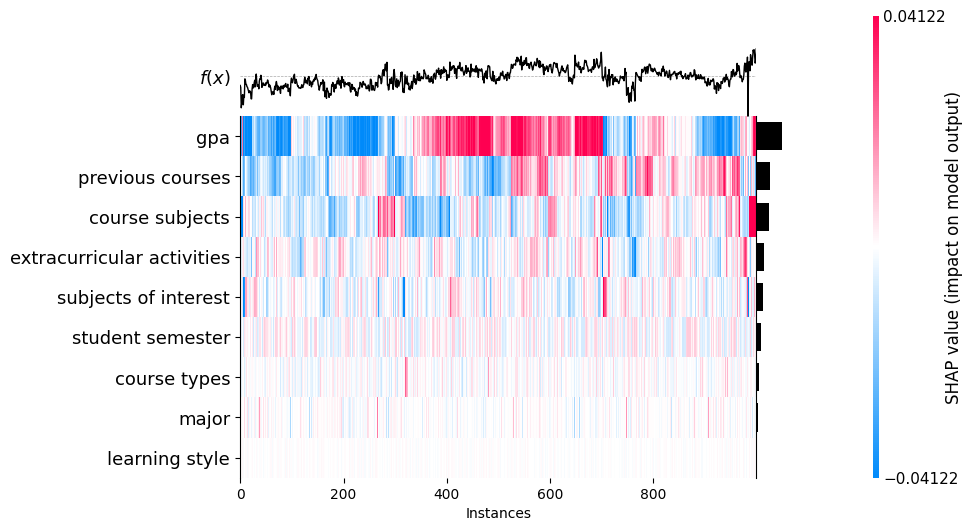 0.04122
f(x)
gpa
previous courses
course subjects
extracurricular activities
subjects of interest
student semester
course types
major
learning style
0 200 400 600 800
Instances
−0.04122
SHAP value (impact on model output)